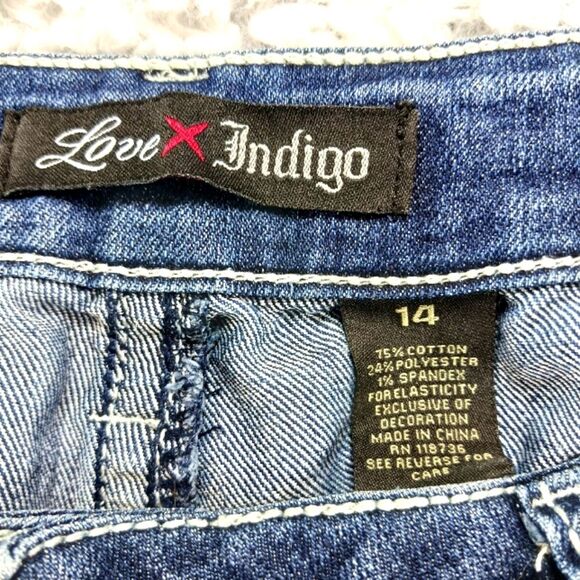 Love X Indigo
14
75% COTTON
24% POLYESTER
1% SPANDEX
FOR ELASTICITY
EXCLUSIVE OF
DECORATION
MADE IN CHINA
RN 118736
SEE REVERSE FOR
CARE